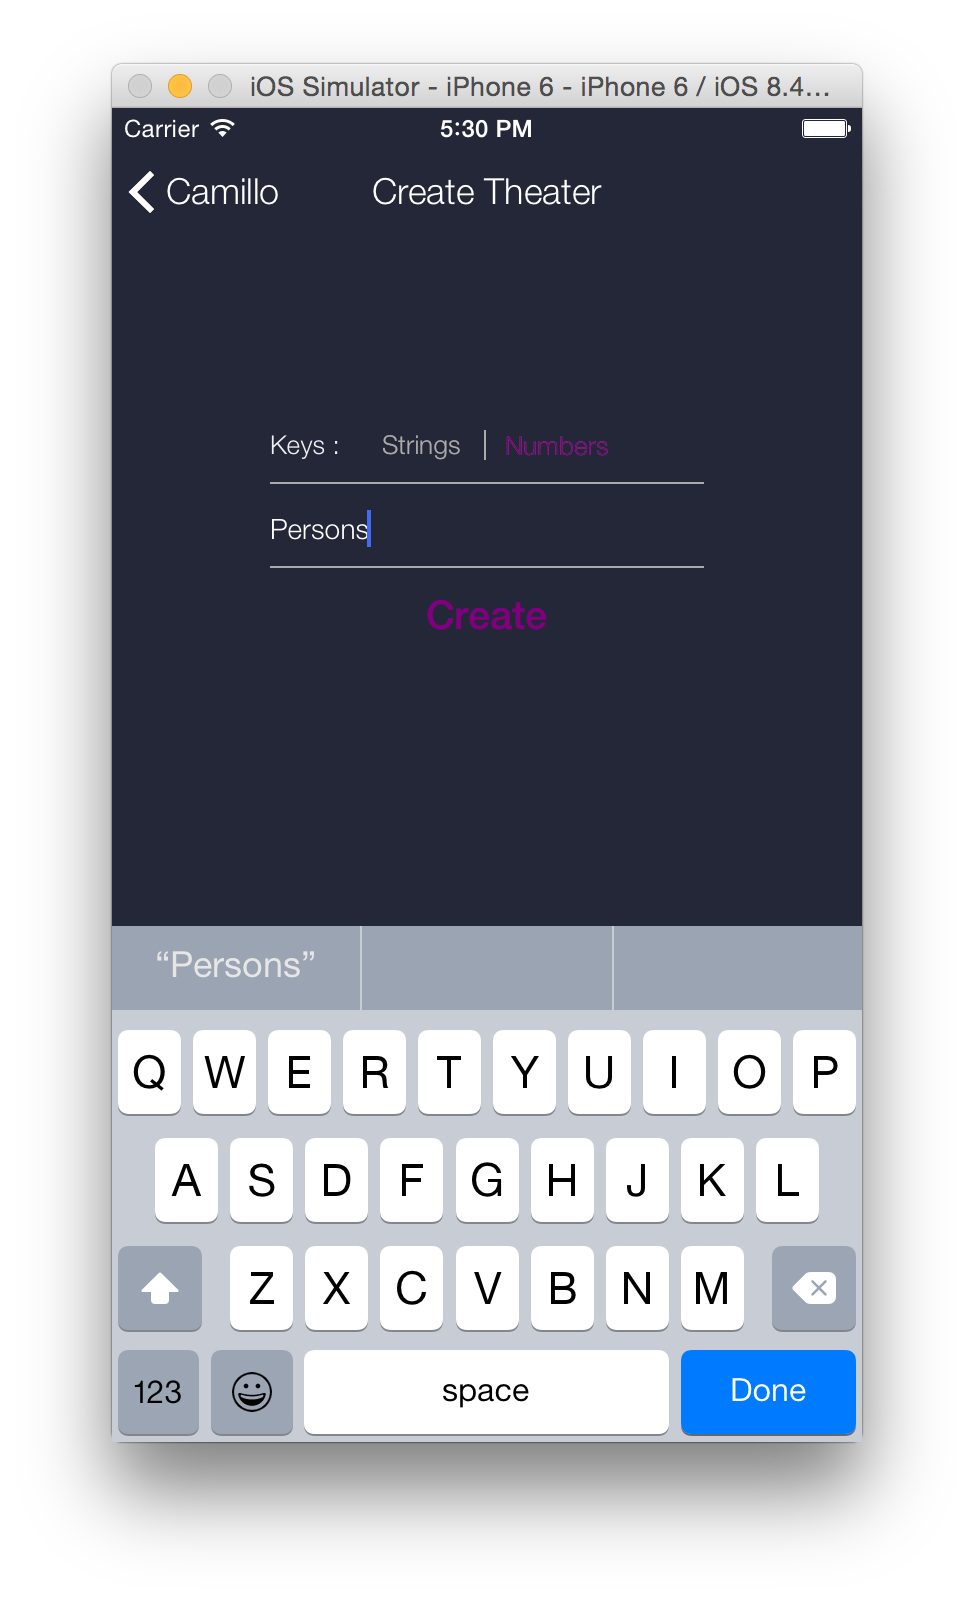 iOS Simulator - iPhone 6 - iPhone 6 / iOS 8.4...
Carrier 5:30 PM
Camillo Create Theater
Keys : Strings | Numbers
Persons
Create
“Persons”
Q W E R T Y U I O P
A S D F G H J K L
Z X C V B N M
123 space Done